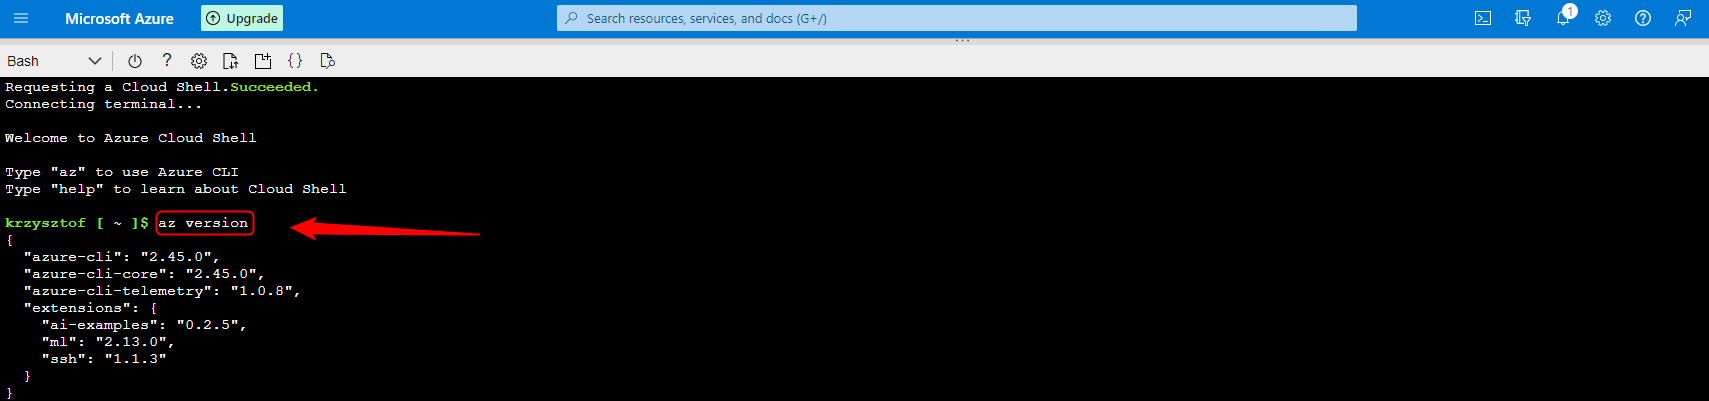 Microsoft Azure
Upgrade
Search resources, services, and docs (G+/)
1
Bash
Requesting a Cloud Shell.Succeeded.
Connecting terminal...
Welcome to Azure Cloud Shell
Type "az" to use Azure CLI
Type "help" to learn about Cloud Shell
krzysztof [ ~ ]$ az version
{
  "azure-cli": "2.45.0",
  "azure-cli-core": "2.45.0",
  "azure-cli-telemetry": "1.0.8",
  "extensions": {
    "ai-examples": "0.2.5",
    "ml": "2.13.0",
    "ssh": "1.1.3"
  }
}